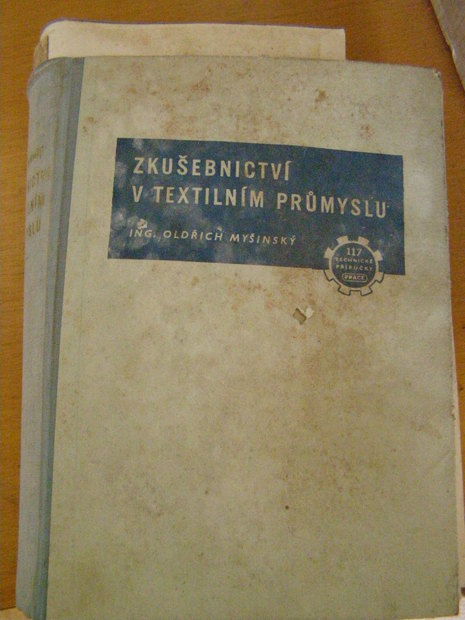 ZKUŠEBNICTVÍ
V TEXTILNÍM PRŮMYSLU
ING. OLDŘICH MYŠINSKÝ
117
TECHNICKÉ
PŘÍRUČKY
PRÁCE